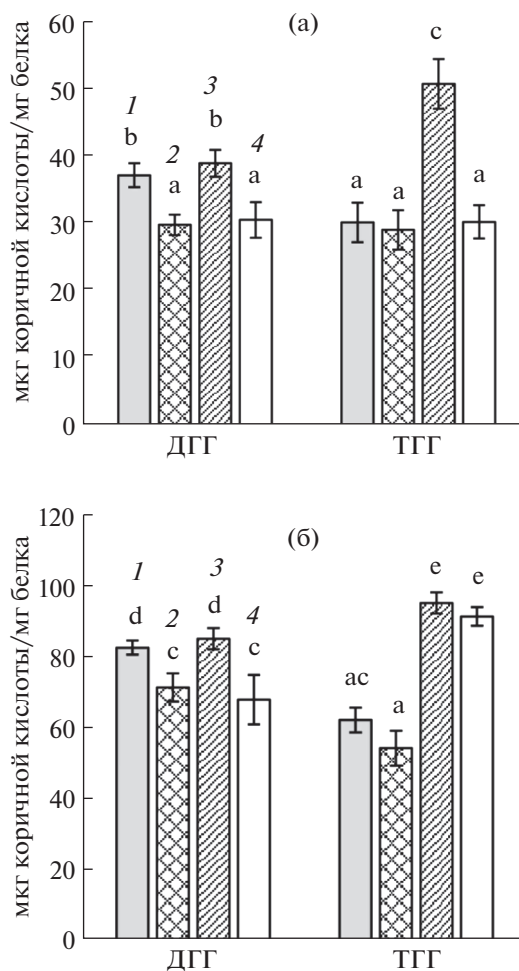 (а)
мкг коричной кислоты/мг белка
60
50
40
30
20
10
0
1
b
2
a
3
b
4
a
a
a
c
a
ДГГ
ТГГ
(б)
мкг коричной кислоты/мг белка
120
100
80
60
40
20
0
1
d
2
c
3
d
4
c
ac
a
e
e
ДГГ
ТГГ